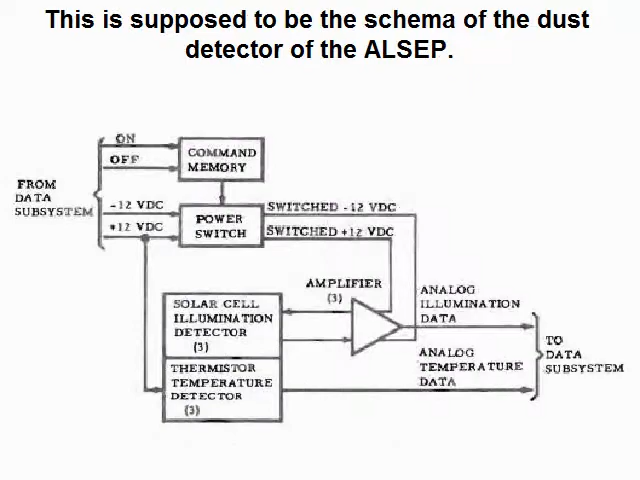 This is supposed to be the schema of the dust
detector of the ALSEP.
ON
OFF
COMMAND
MEMORY
FROM
DATA
SUBSYSTEM
-12 VDC
+12 VDC
POWER
SWITCH
SWITCHED -12 VDC
SWITCHED +12 VDC
AMPLIFIER
(3)
SOLAR CELL
ILLUMINATION
DETECTOR
(3)
THERMISTOR
TEMPERATURE
DETECTOR
(3)
ANALOG
ILLUMINATION
DATA
ANALOG
TEMPERATURE
DATA
TO
DATA
SUBSYSTEM